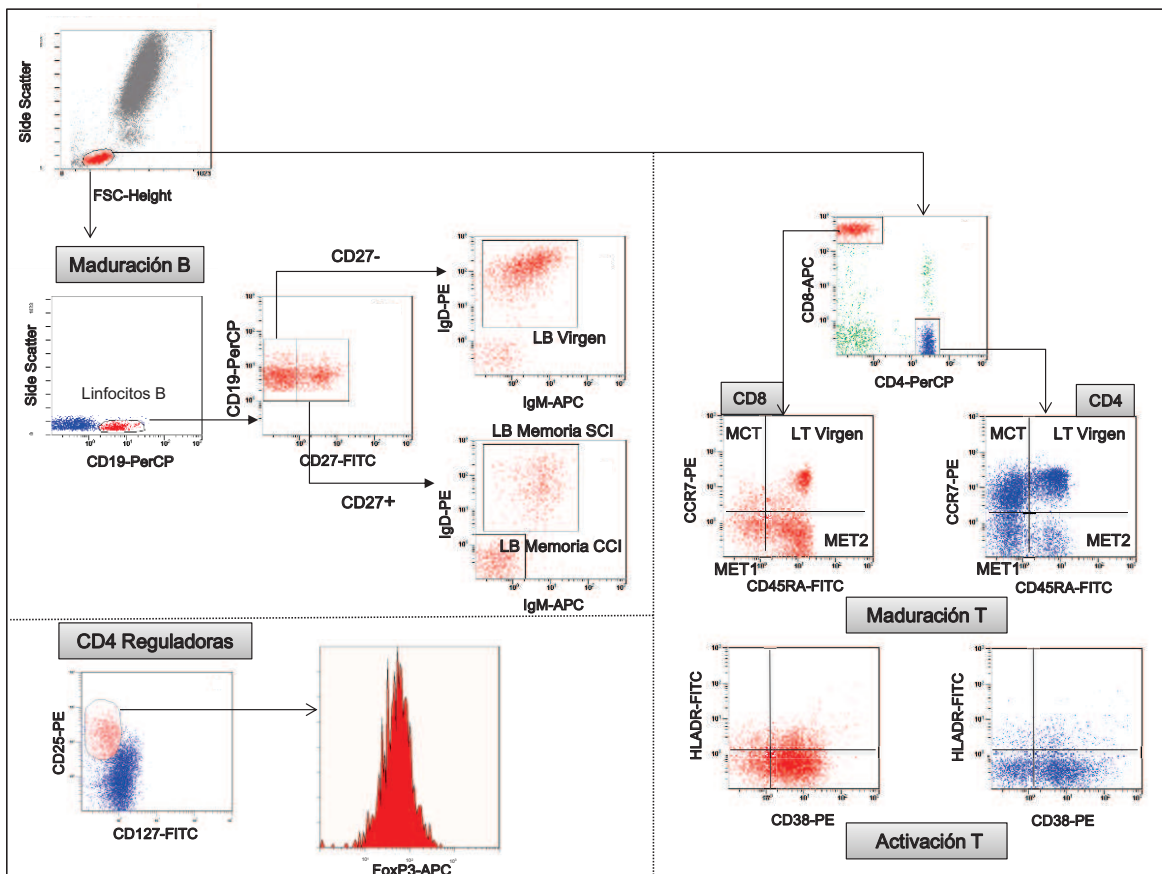 Side Scatter
0
1023
FSC-Height
Maduración B
Side Scatter
Linfocitos B
CD19-PerCP
CD19-PerCP
CD27-FITC
CD27-
IgD-PE
LB Virgen
IgM-APC
CD27+
LB Memoria SCI
IgD-PE
LB Memoria CCI
IgM-APC
CD8-APC
CD4-PerCP
CD8
MCT
LT Virgen
CCR7-PE
MET2
MET1
CD45RA-FITC
CD4
MCT
LT Virgen
CCR7-PE
MET2
MET1
CD45RA-FITC
Maduración T
CD4 Reguladoras
CD25-PE
CD127-FITC
FoxP3-APC
HLADR-FITC
CD38-PE
HLADR-FITC
CD38-PE
Activación T